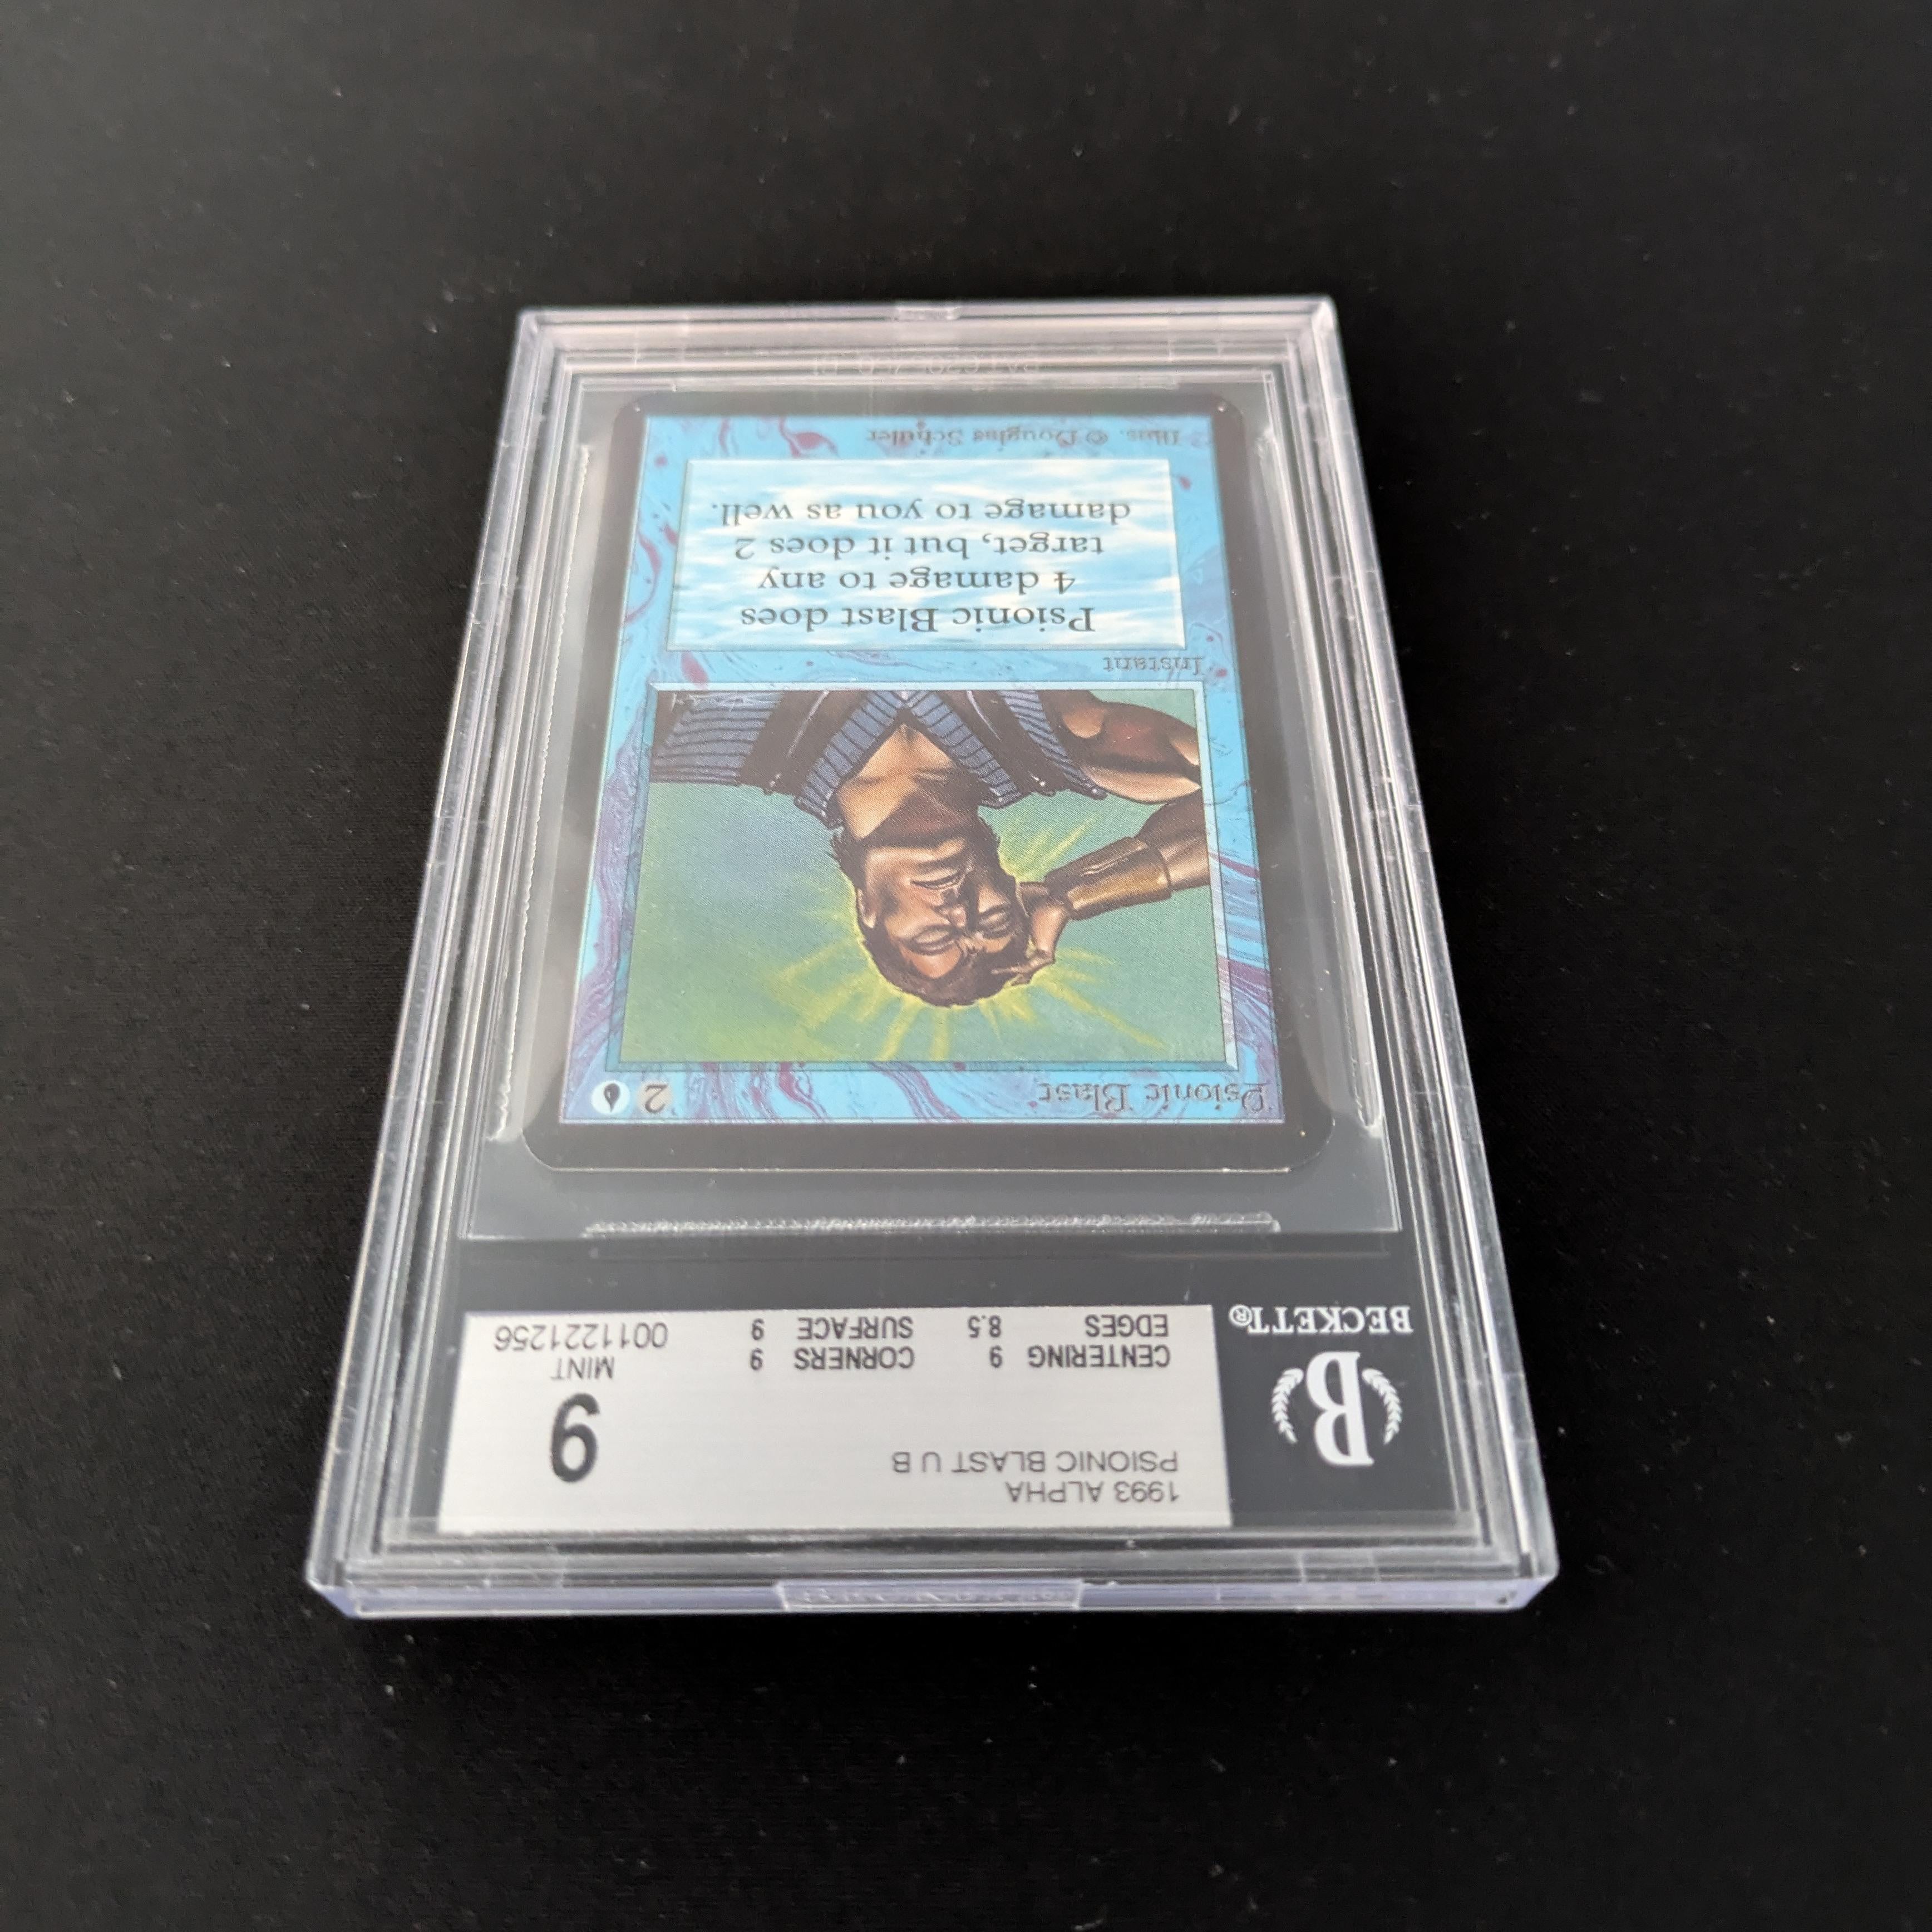 1993 ALPHA
PSIONIC BLAST U B
9
MINT
0011221256
CENTERING 9 CORNERS 9
EDGES 8.5 SURFACE 9
B
BECKETT®
Psionic Blast 2
Instant
Psionic Blast does
4 damage to any
target, but it does 2
damage to you as well.
Illus. © Douglas Schuler